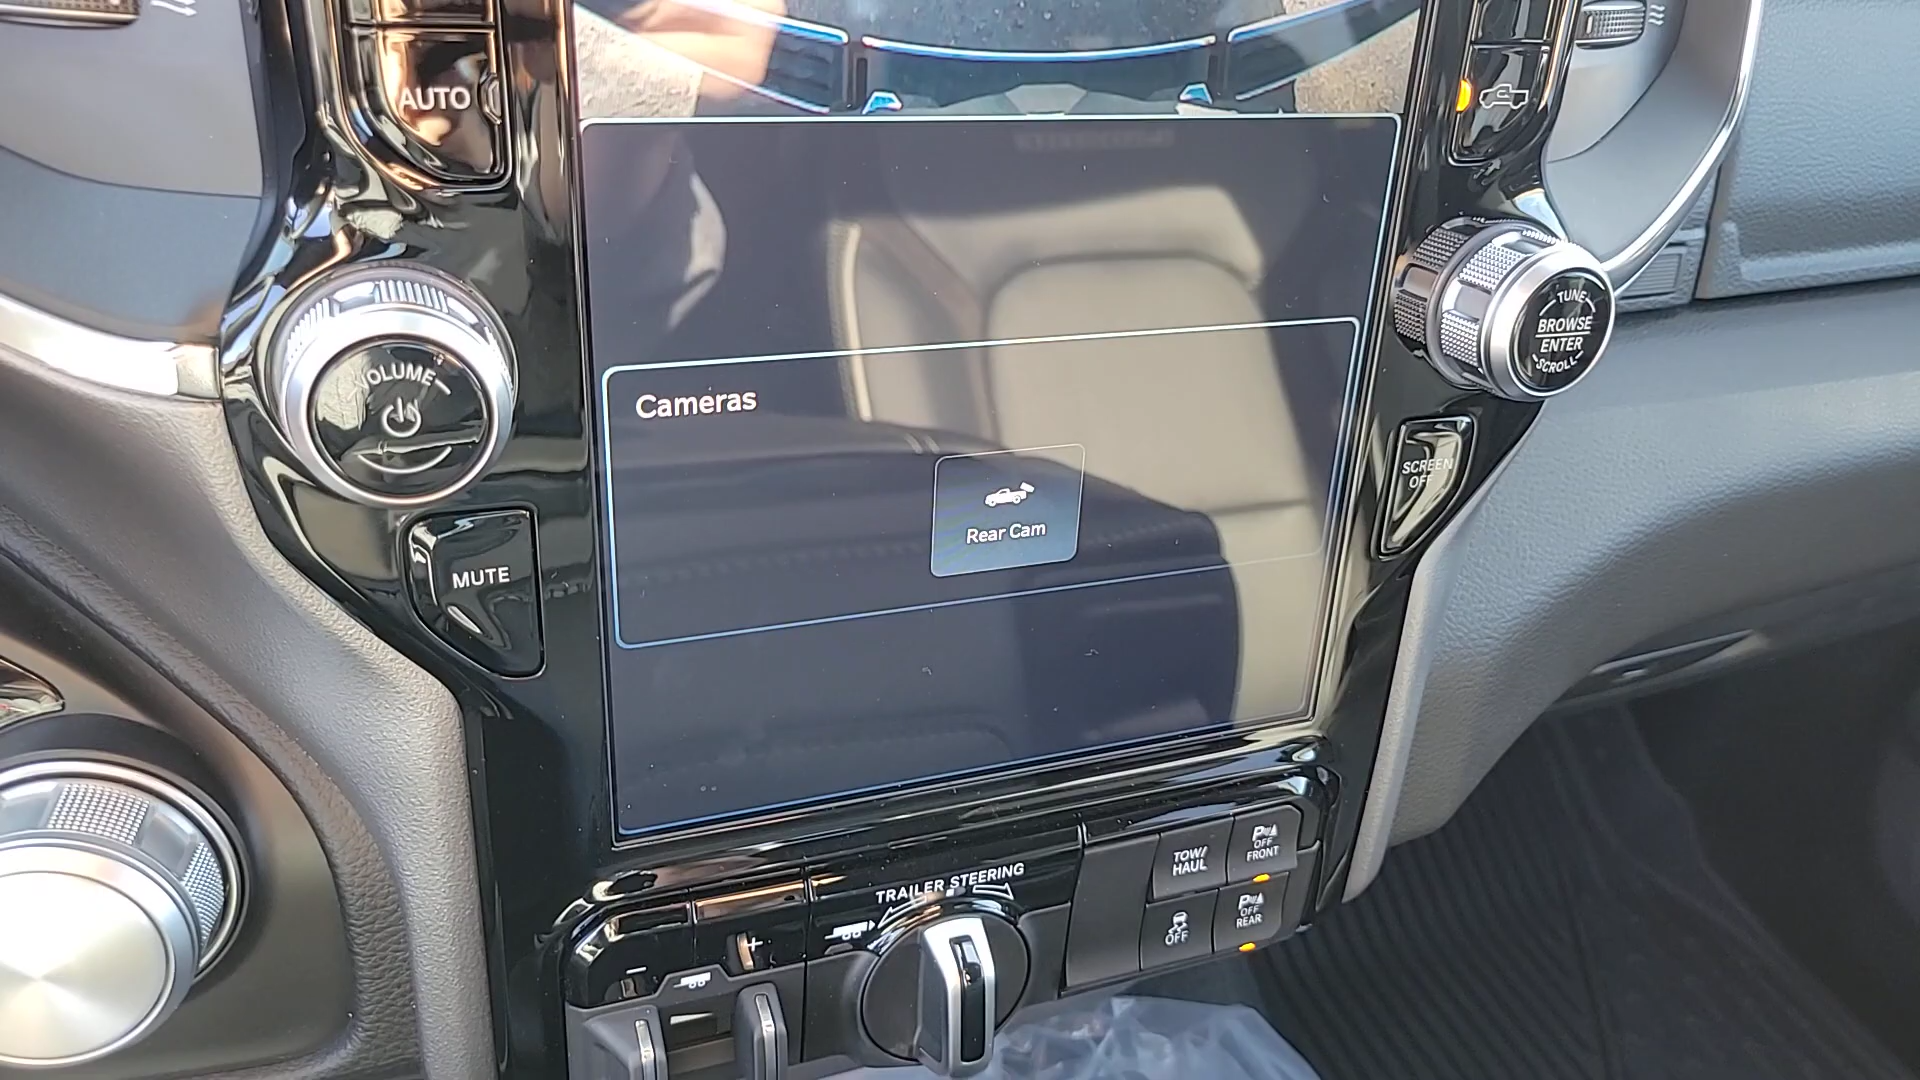 AUTO
VOLUME
MUTE
TUNE
BROWSE
ENTER
SCROLL
SCREEN
OFF
Cameras
Rear Cam
TRAILER STEERING
TOW/
HAUL
P
OFF
FRONT
OFF
P
OFF
REAR
- +